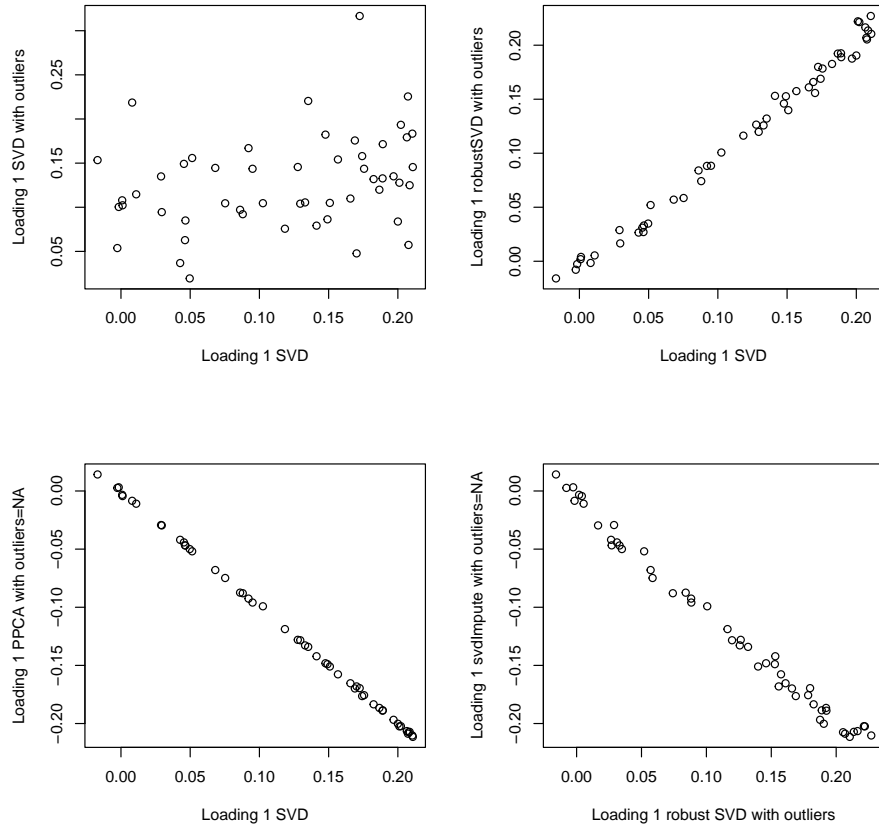 Loading 1 SVD with outliers
0.05 0.15 0.25
0.00 0.05 0.10 0.15 0.20
Loading 1 SVD
Loading 1 robustSVD with outliers
0.00 0.05 0.10 0.15 0.20
0.00 0.05 0.10 0.15 0.20
Loading 1 SVD
Loading 1 PPCA with outliers=NA
−0.20 −0.15 −0.10 −0.05 0.00
0.00 0.05 0.10 0.15 0.20
Loading 1 SVD
Loading 1 svdImpute with outliers=NA
−0.20 −0.15 −0.10 −0.05 0.00
0.00 0.05 0.10 0.15 0.20
Loading 1 robust SVD with outliers